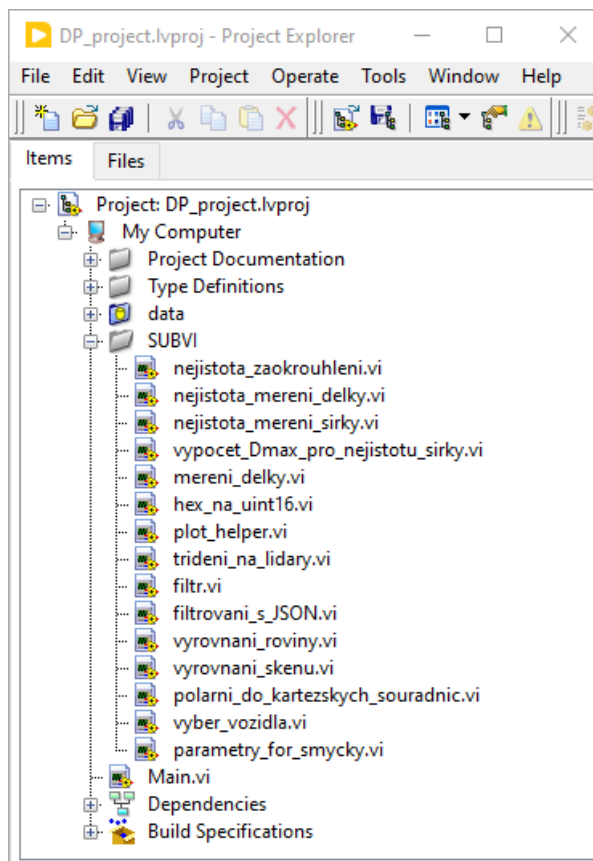 DP_project.lvproj - Project Explorer
File Edit View Project Operate Tools Window Help
Items Files
Project: DP_project.lvproj
My Computer
Project Documentation
Type Definitions
data
SUBVI
nejistota_zaokrouhleni.vi
nejistota_mereni_delky.vi
nejistota_mereni_sirky.vi
vypocet_Dmax_pro_nejistotu_sirky.vi
mereni_delky.vi
hex_na_uint16.vi
plot_helper.vi
trideni_na_lidary.vi
filtr.vi
filtrovani_s_JSON.vi
vyrovnani_roviny.vi
vyrovnani_skenu.vi
polarni_do_kartezskych_souradnic.vi
vyber_vozidla.vi
parametry_for_smycky.vi
Main.vi
Dependencies
Build Specifications